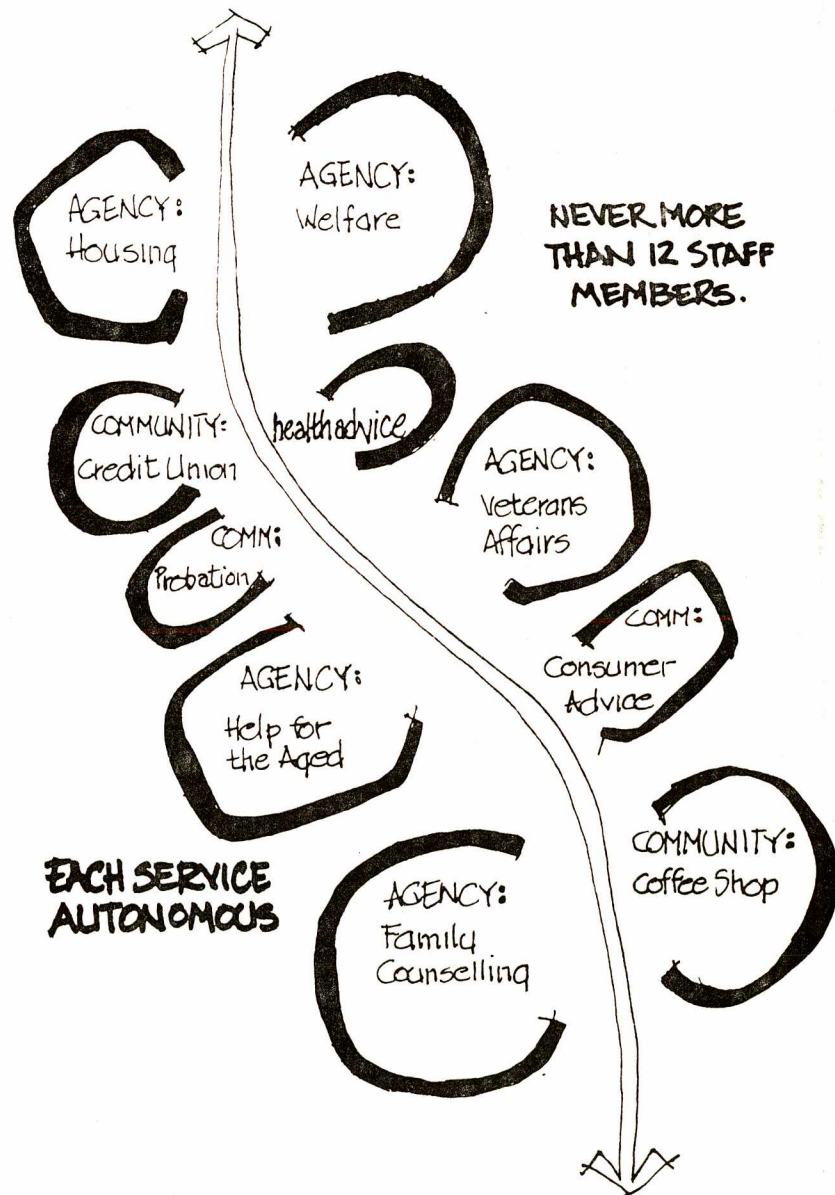 AGENCY:
Housing
AGENCY:
Welfare
NEVER MORE
THAN 12 STAFF
MEMBERS.
COMMUNITY:
Credit Union
health advice
AGENCY:
Veterans
Affairs
COMM:
Probation
COMM:
Consumer
Advice
AGENCY:
Help for
the Aged
COMMUNITY:
Coffee Shop
EACH SERVICE
AUTONOMOUS
AGENCY:
Family
Counselling